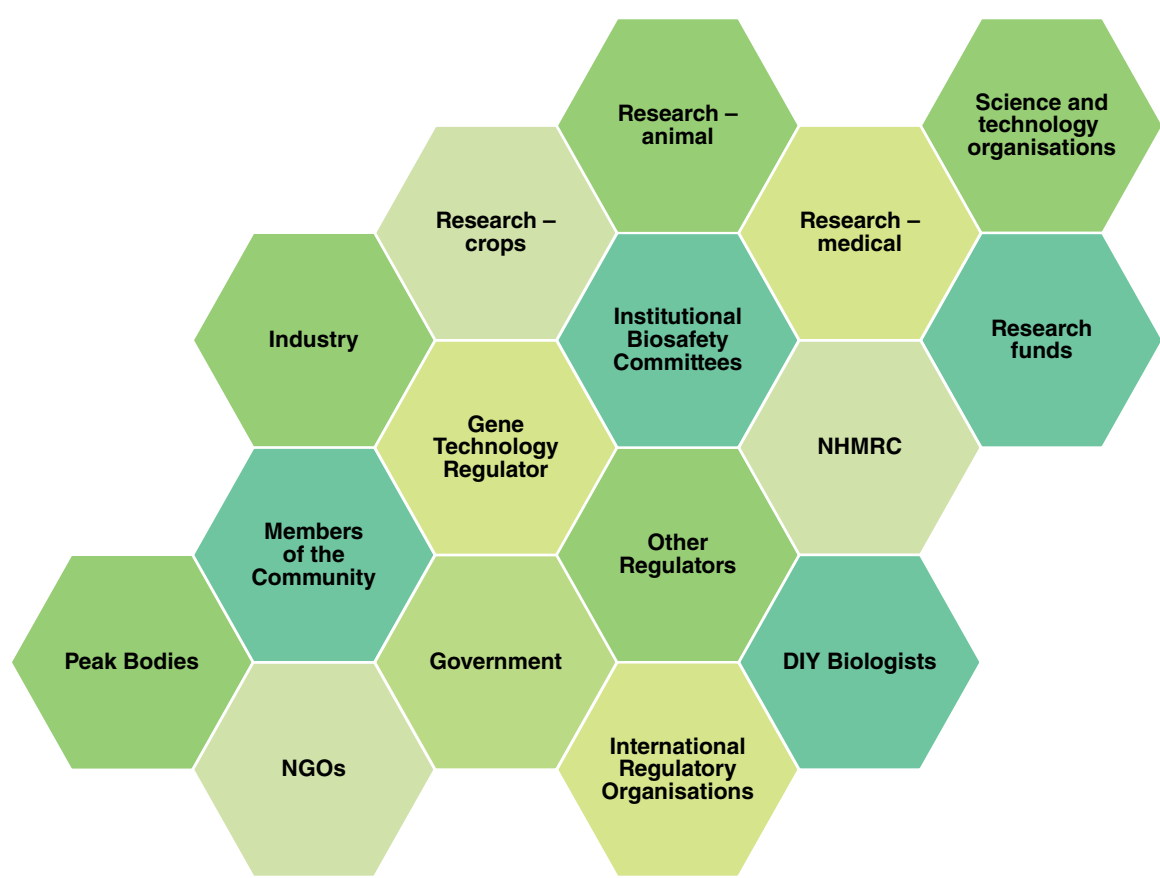 Science and
technology
organisations
Research –
animal
Research –
crops
Research –
medical
Industry
Institutional
Biosafety
Committees
Research
funds
Gene
Technology
Regulator
NHMRC
Members
of the
Community
Other
Regulators
Peak Bodies
Government
DIY Biologists
NGOs
International
Regulatory
Organisations